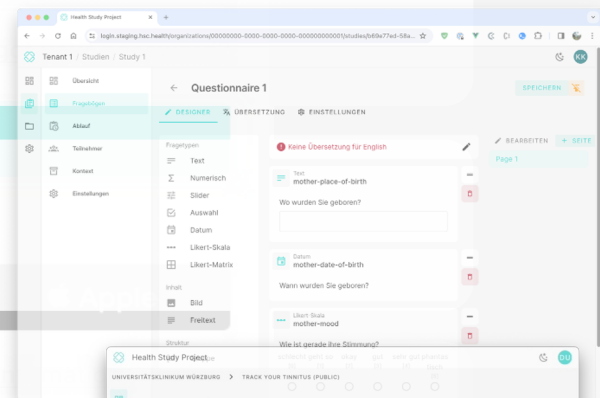 Health Study Project
login.staging.hsc.health/organizations/00000000-0000-0000-0000-000000000001/studies/b69e77ed-58a...
Tenant 1 / Studien / Study 1
KK
Übersicht
Fragebögen
Ablauf
Teilnehmer
Kontext
Einstellungen
Questionnaire 1
SPEICHERN
DESIGNER
ÜBERSETZUNG
EINSTELLUNGEN
Fragetypen
Text
Numerisch
Slider
Auswahl
Datum
Likert-Skala
Likert-Matrix
Inhalt
Bild
Freitext
Struktur
Keine Übersetzung für English
Text
mother-place-of-birth
Wo wurden Sie geboren?
Datum
mother-date-of-birth
Wann wurden Sie geboren?
Likert Skala
mother-mood
Wie ist gerade ihre Stimmung?
BEARBEITEN
+ SEITE
Page 1
Health Study Project
DU
UNIVERSITÄTSKLINIKUM WÜRZBURG > TRACK YOUR TINNITUS (PUBLIC)